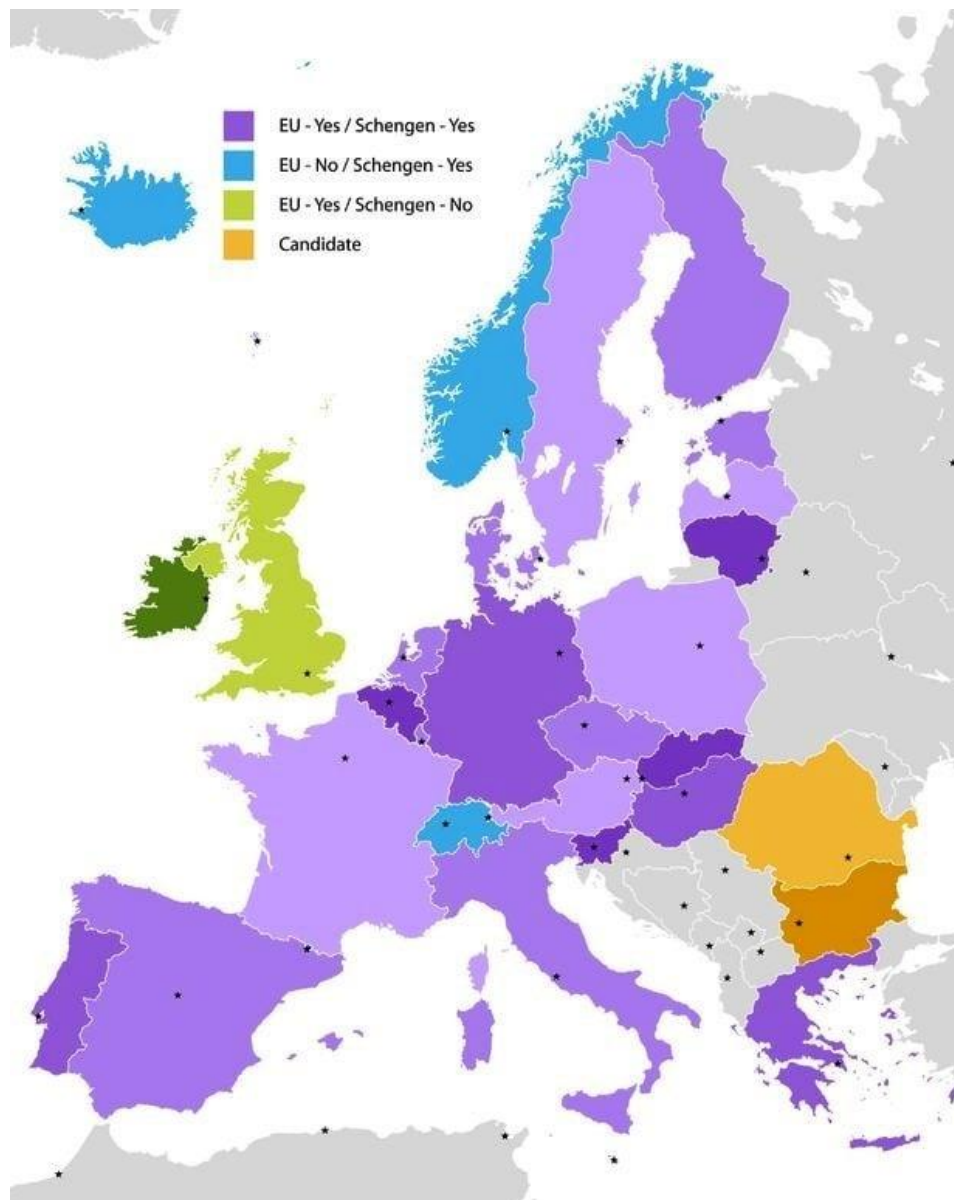 EU - Yes / Schengen - Yes
EU - No / Schengen - Yes
EU - Yes / Schengen - No
Candidate